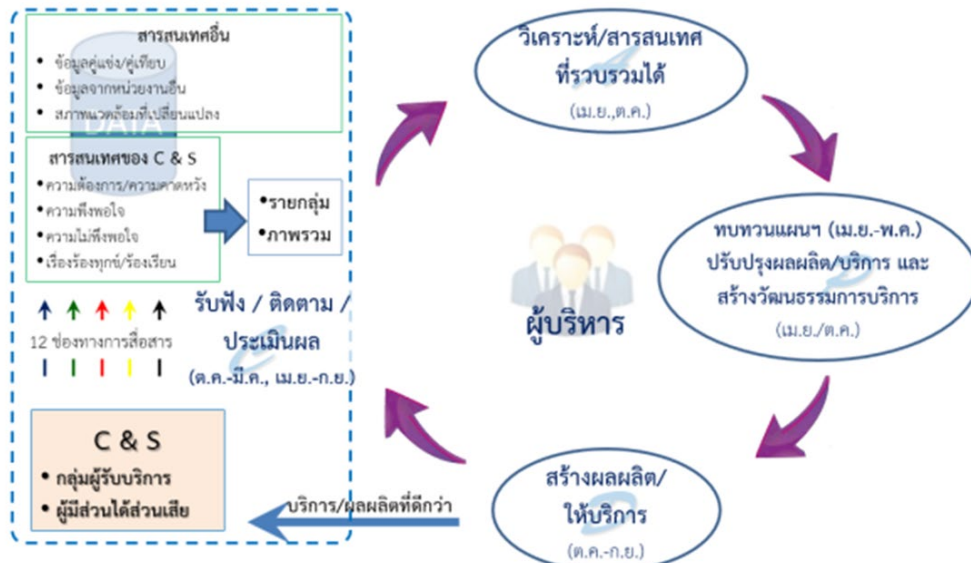 สารสนเทศอื่น
• ข้อมูลคู่แข่ง/คู่เทียบ
• ข้อมูลจากหน่วยงานอื่น
• สภาพแวดล้อมที่เปลี่ยนแปลง
DATA
สารสนเทศของ C & S
• ความต้องการ/ความคาดหวัง
• ความพึงพอใจ
• ความไม่พึงพอใจ
• เรื่องร้องทุกข์/ร้องเรียน
• รายกลุ่ม
• ภาพรวม
12 ช่องทางการสื่อสาร
รับฟัง / ติดตาม /
ประเมินผล
C
(ต.ค.-มี.ค., เม.ย.-ก.ย.)
C & S
• กลุ่มผู้รับบริการ
• ผู้มีส่วนได้ส่วนเสีย
วิเคราะห์/สารสนเทศ
ที่รวบรวมได้
A
(เม.ย.,ต.ค.)
ทบทวนแผนฯ (เม.ย.-พ.ค.)
ปรับปรุงผลผลิต/บริการ และ
P
สร้างวัฒนธรรมการบริการ
(เม.ย./ต.ค.)
ผู้บริหาร
สร้างผลผลิต/
ให้บริการ
D
(ต.ค.-ก.ย.)
บริการ/ผลผลิตที่ดีกว่า